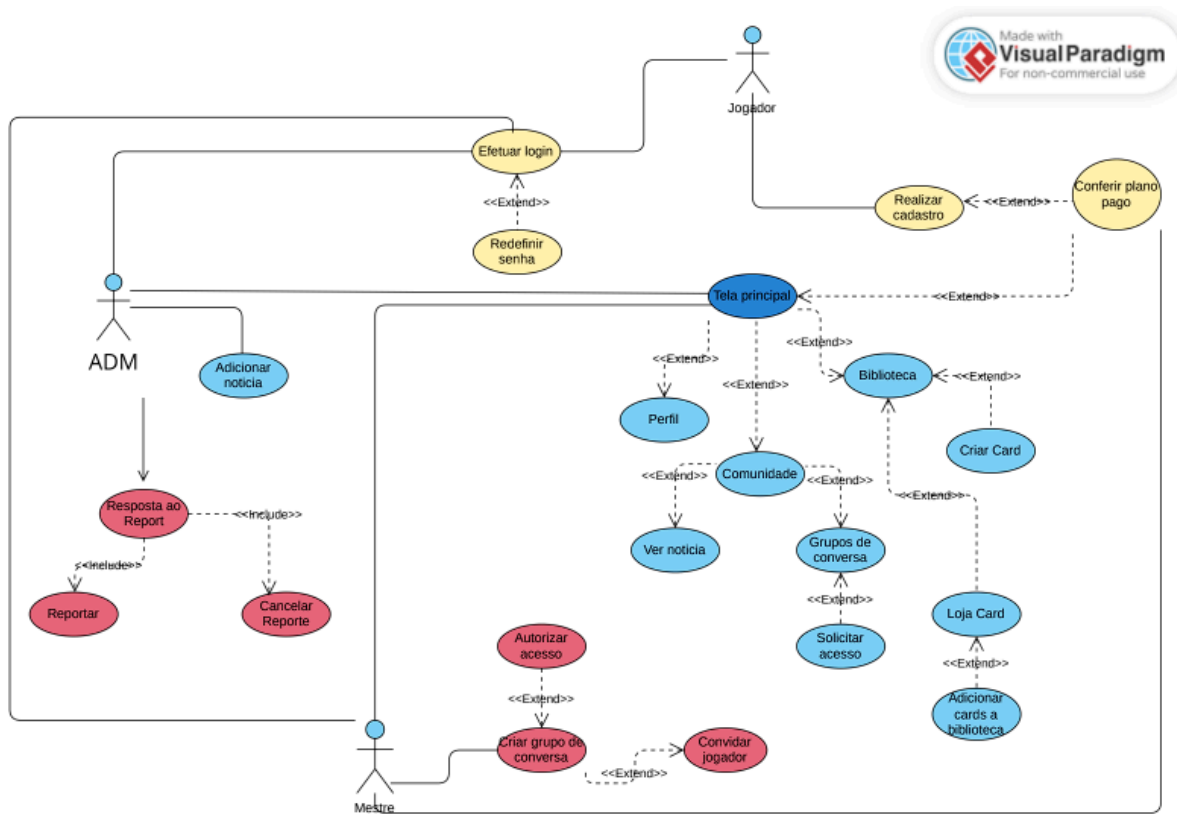 Made with
Visual Paradigm
For non-commercial use
Jogador
Efetuar login
<<Extend>>
Redefinir
senha
Realizar
cadastro
<<Extend>>
Conferir plano
pago
ADM
Adicionar
noticia
Tela principal
<<Extend>>
<<Extend>>
<<Extend>>
<<Extend>>
Perfil
Biblioteca
<<Extend>>
Criar Card
Comunidade
<<Extend>>
<<Extend>>
Ver noticia
Grupos de
conversa
<<Extend>>
Solicitar
acesso
<<Extend>>
Loja Card
<<Extend>>
Adicionar
cards a
biblioteca
Resposta ao
Report
<<Include>>
<<Include>>
Reportar
Cancelar
Reporte
Autorizar
acesso
<<Extend>>
Criar grupo de
conversa
<<Extend>>
Convidar
jogador
Mestre